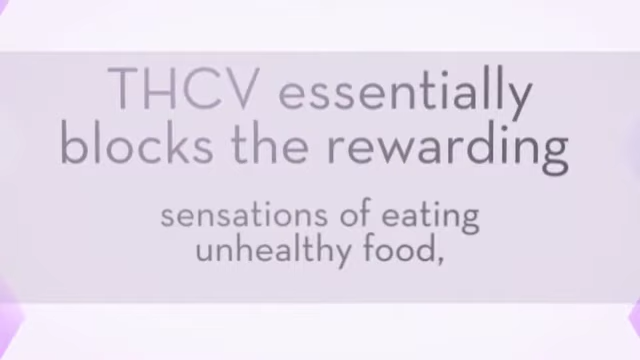 THCV essentially
blocks the rewarding
sensations of eating
unhealthy food,